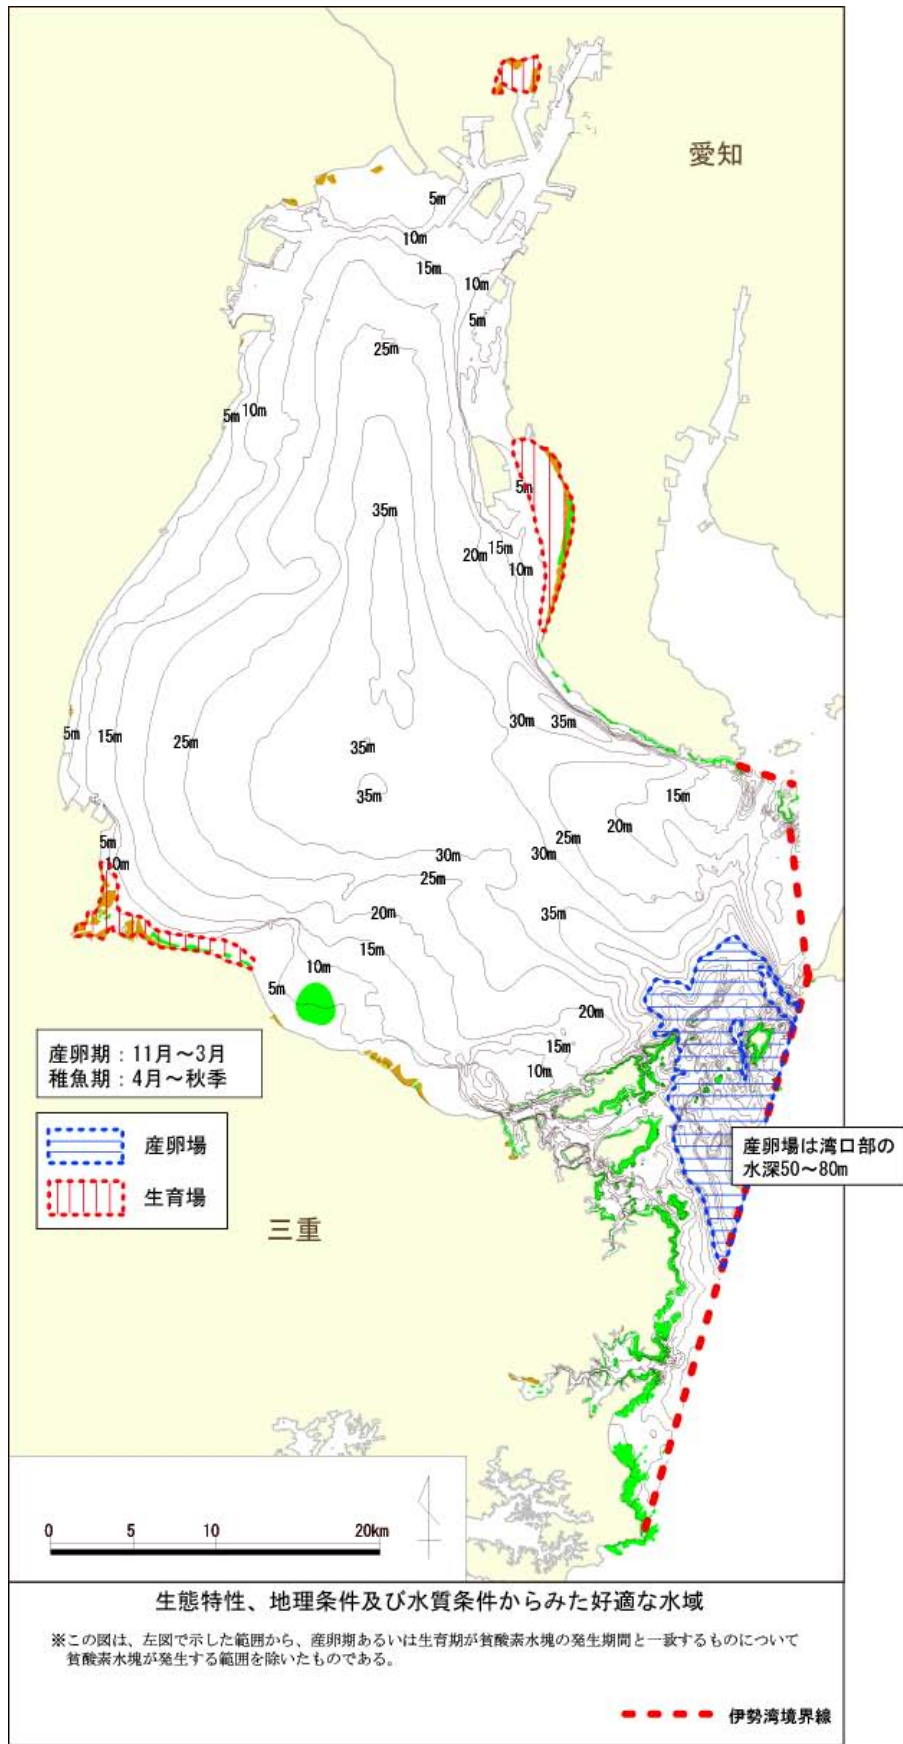 愛知
5m
10m
15m
10m
5m
25m
5m
10m
5m
35m
20m
15m
10m
5m
15m
25m
30m
35m
35m
35m
15m
20m
25m
30m
5m
10m
30m
25m
20m
35m
15m
10m
5m
20m
15m
10m
産卵期：11月～3月
稚魚期：4月～秋季
産卵場
生育場
産卵場は湾口部の
水深50～80m
三重
0 5 10 20km
生態特性、地理条件及び水質条件からみた好適な水域
※この図は、左図で示した範囲から、産卵期あるいは生育期が貧酸素水塊の発生期間と一致するものについて
貧酸素水塊が発生する範囲を除いたものである。
伊勢湾境界線